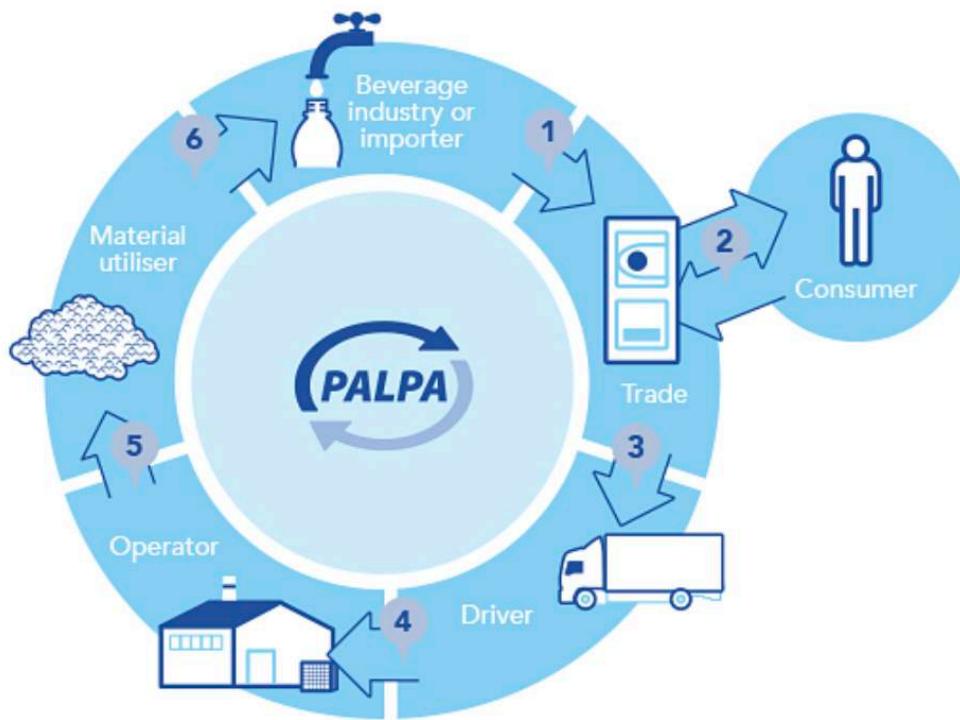 Beverage
industry or
importer
1
2
Consumer
Trade
3
Driver
4
Operator
5
Material
utiliser
6
PALPA